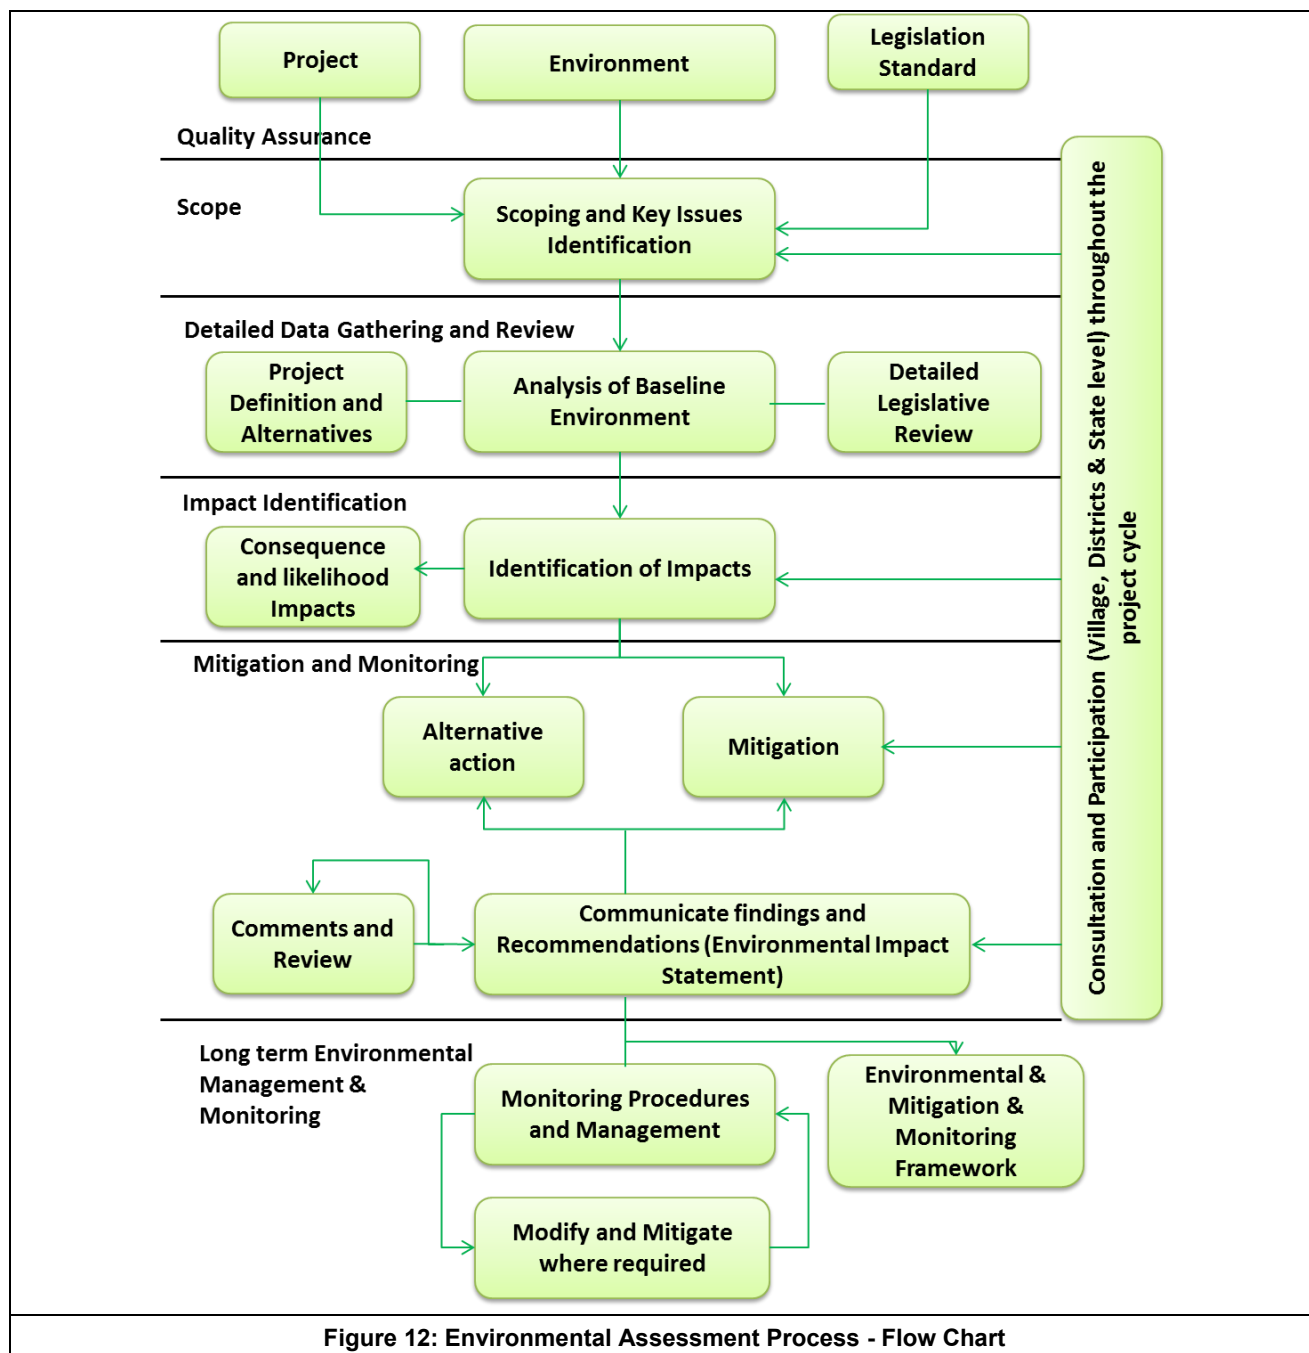 Project
Environment
Legislation
Standard
Quality Assurance
Scope
Scoping and Key Issues
Identification
Detailed Data Gathering and Review
Project
Definition and
Alternatives
Analysis of Baseline
Environment
Detailed
Legislative
Review
Impact Identification
Consequence
and likelihood
Impacts
Identification of Impacts
Mitigation and Monitoring
Alternative
action
Mitigation
Comments and
Review
Communicate findings and
Recommendations (Environmental Impact
Statement)
Consultation and Participation (Village, Districts & State level) throughout the
project cycle
Long term Environmental
Management &
Monitoring
Monitoring Procedures
and Management
Environmental &
Mitigation &
Monitoring
Framework
Modify and Mitigate
where required
Figure 12: Environmental Assessment Process - Flow Chart